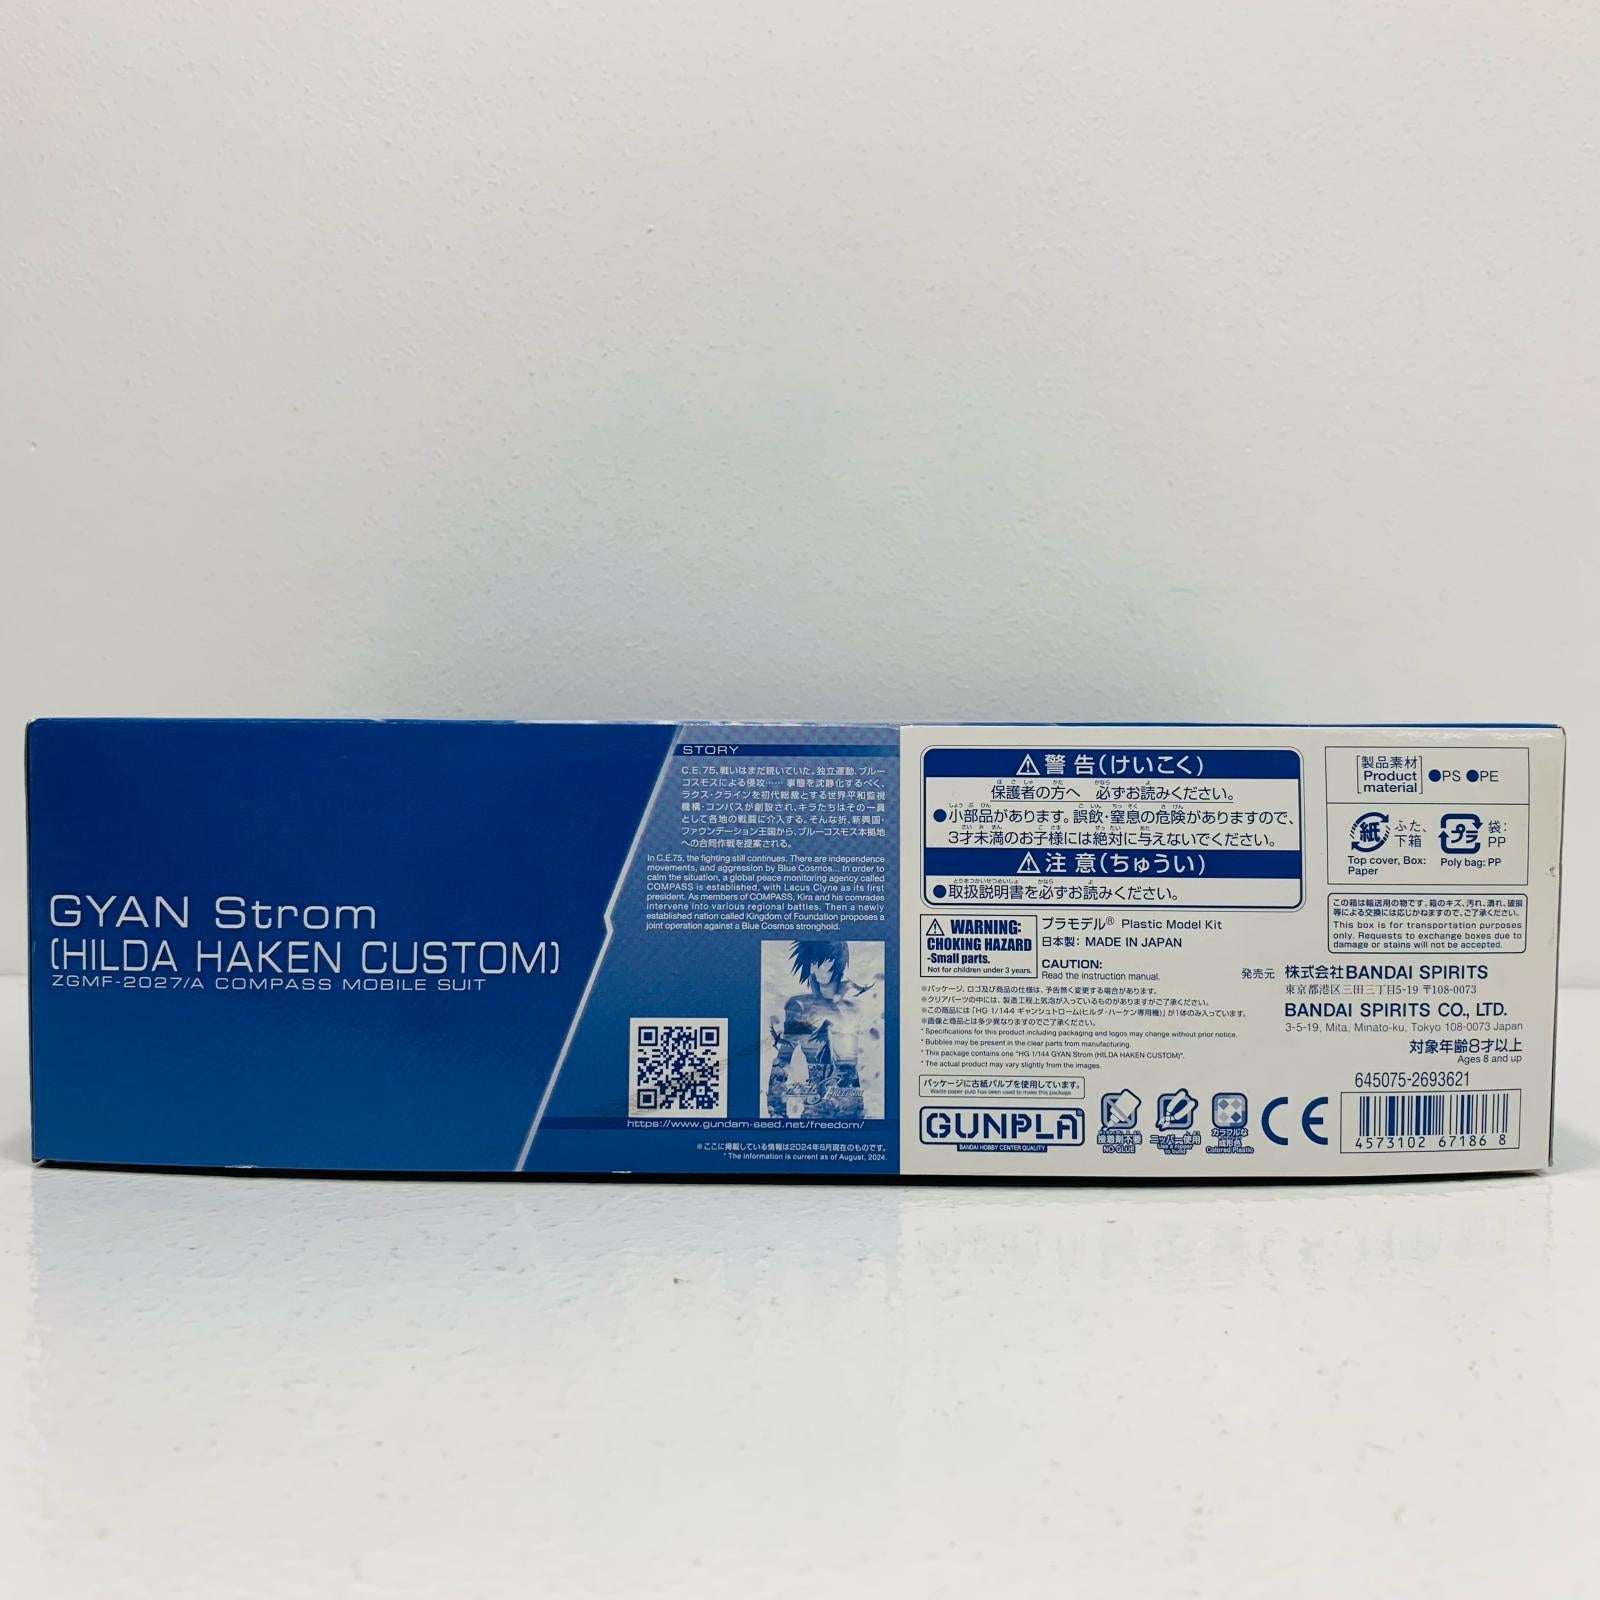 GYAN Strom
(HILDA HAKEN CUSTOM)
ZGMF-2027/A COMPASS MOBILE SUIT
STORY
C.E.75、戦いはまだ続いていた。独立運動、ブルー
コスモスによる侵攻……　事態を沈静化するべく、
ラクス・クラインを初代総裁とする世界平和監視
機構・コンパスが創設され、キラたちはその一員
として各地の戦闘に介入する。そんな折、新興国・
ファウンデーション王国から、ブルーコスモス本拠地
への合同作戦を提案される。
In C.E.75, the fighting still continues. There are independence
movements, and aggression by Blue Cosmos... In order to
calm the situation, a global peace monitoring agency called
COMPASS is established, with Lacus Clyne as its first
president. As members of COMPASS, Kira and his comrades
intervene into various regional battles. Then a newly
established nation called Kingdom of Foundation proposes a
joint operation against a Blue Cosmos stronghold.
https://www.gundam-seed.net/freedom/
※ここに掲載している情報は2024年8月現在のものです。
* The information is current as of August, 2024.
警告(けいこく)
保護者の方へ 必ずお読みください。
●小部品があります。誤飲・窒息の危険がありますので、
3才未満のお子様には絶対に与えないでください。
注意(ちゅうい)
●取扱説明書を必ずお読みください。
WARNING:
CHOKING HAZARD
-Small parts.
Not for children under 3 years.
プラモデル® Plastic Model Kit
日本製: MADE IN JAPAN
CAUTION:
Read the instruction manual.
※パッケージ、ロゴ及び商品の仕様は、予告無く変更する場合があります。
※クリアパーツの中には、製造工程上気泡が入っているものがありますがご了承ください。
※この商品には「HG 1/144 ギャンシュトローム(ヒルダ・ハーケン専用機)」が1体のみ入っています。
※画像と商品とは多少異なりますのでご了承ください。
* Specifications for this product including packaging and logos may change without prior notice.
* Bubbles may be present in the clear parts from manufacturing.
* This package contains one "HG 1/144 GYAN Strom (HILDA HAKEN CUSTOM)".
* The actual product may vary slightly from the images.
パッケージに古紙パルプを使用しています。
Waste paper pulp has been used to make this package.
GUNPLA
BANDAI HOBBY CENTER QUALITY
接着剤不要
NO GLUE
ニッパー使用
Use a nipper
to build
カラフルな
成形色
Colored Plastic
CE
[製品素材
Product
material]
●PS ●PE
紙
ふた、
下箱
Top cover, Box:
Paper
プラ
袋:
PP
Poly bag: PP
この箱は輸送用の物です。箱のキズ、汚れ、潰れ、破損
等による交換には応じかねますので、ご了承ください。
This box is for transportation purposes
only. Requests to exchange boxes due to
damage or stains will not be accepted.
発売元 株式会社BANDAI SPIRITS
東京都港区三田三丁目5-19 〒108-0073
BANDAI SPIRITS CO., LTD.
3-5-19, Mita, Minato-ku, Tokyo 108-0073 Japan
対象年齢8才以上
Ages 8 and up
645075-2693621
4573102 67186 8